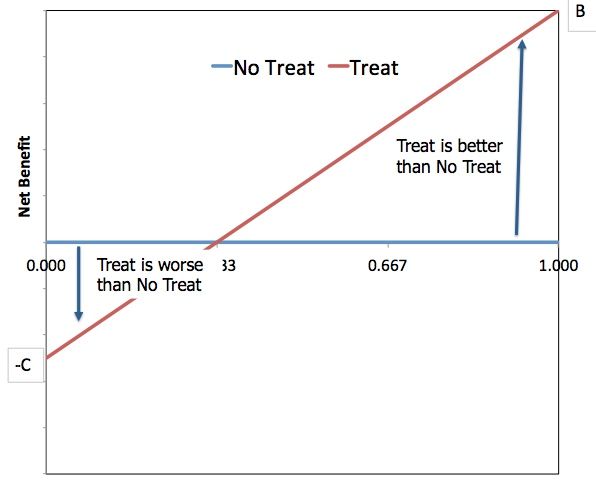 B
No Treat Treat
Treat is better
than No Treat
Net Benefit
0.000 33 0.667 1.000
Treat is worse
than No Treat
-C